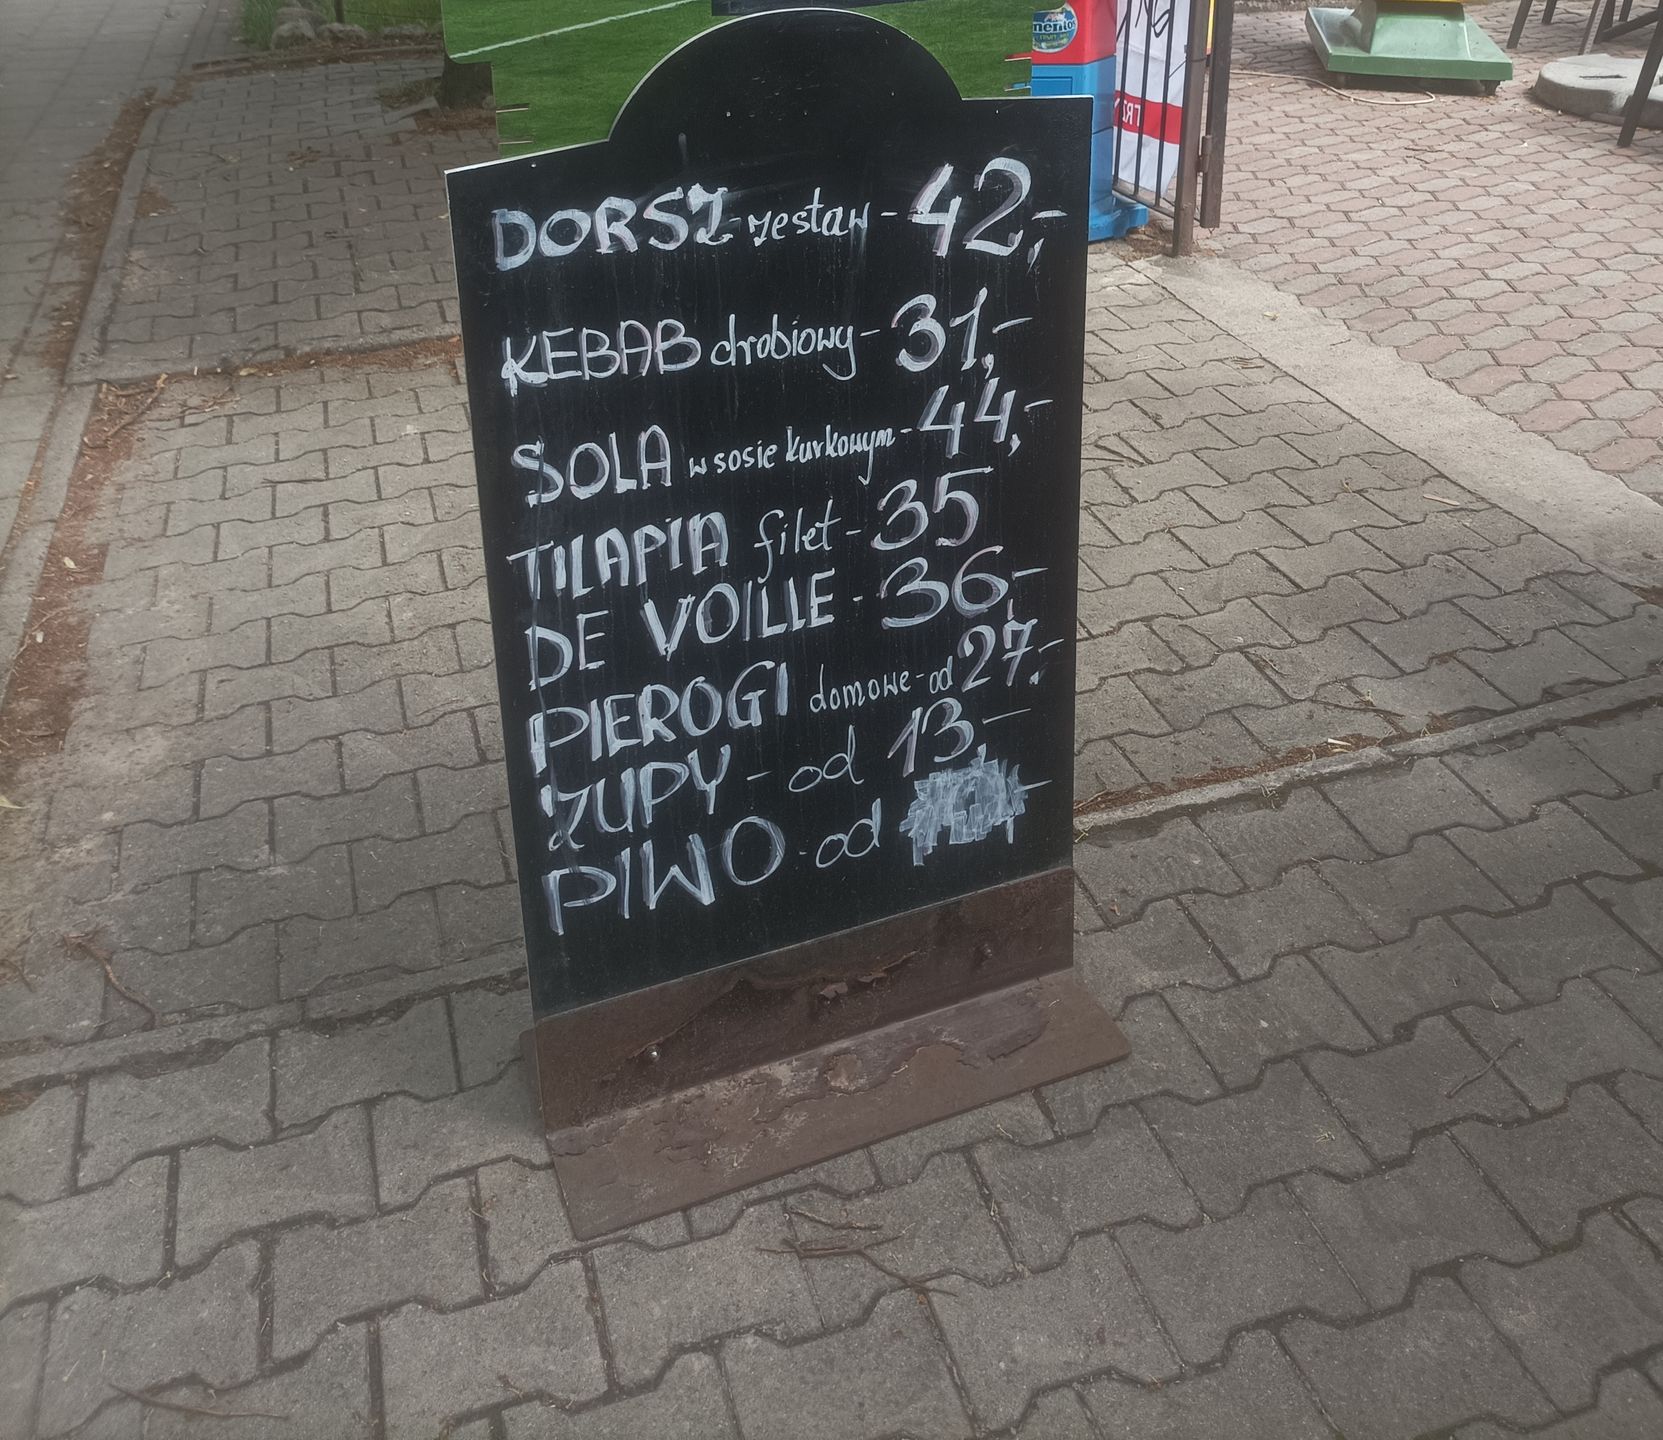 mentos
DORSZ - zestaw - 42,-
KEBAB drobiowy - 31,-
SOLA w sosie kurkowym - 44,-
TILAPIA filet - 35
DE VOILLE - 36,-
PIEROGI domowe - od 27,-
ZUPY - od 13,-
PIWO - od